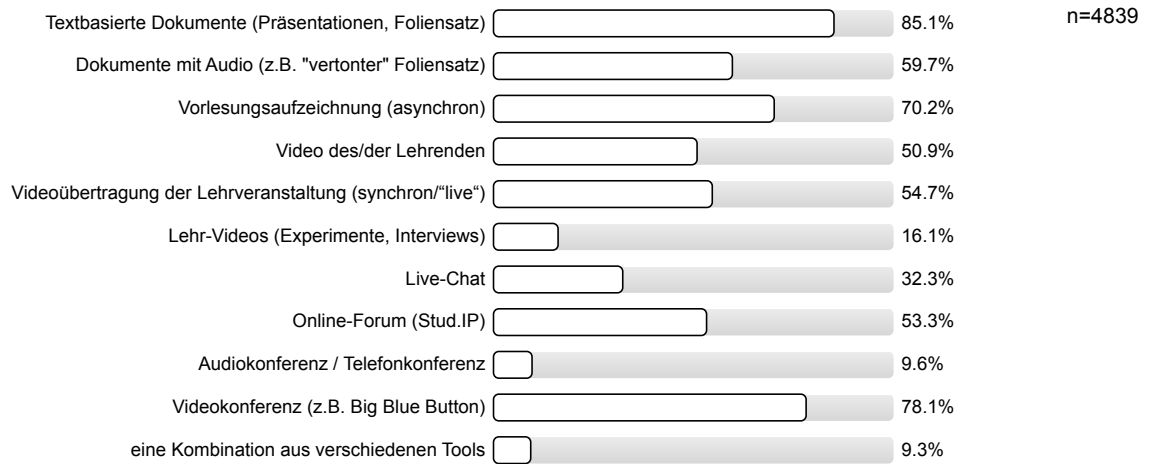 n=4839
Textbasierte Dokumente (Präsentationen, Foliensatz) 85.1%
Dokumente mit Audio (z.B. "vertonter" Foliensatz) 59.7%
Vorlesungsaufzeichnung (asynchron) 70.2%
Video des/der Lehrenden 50.9%
Videoübertragung der Lehrveranstaltung (synchron/“live“) 54.7%
Lehr-Videos (Experimente, Interviews) 16.1%
Live-Chat 32.3%
Online-Forum (Stud.IP) 53.3%
Audiokonferenz / Telefonkonferenz 9.6%
Videokonferenz (z.B. Big Blue Button) 78.1%
eine Kombination aus verschiedenen Tools 9.3%